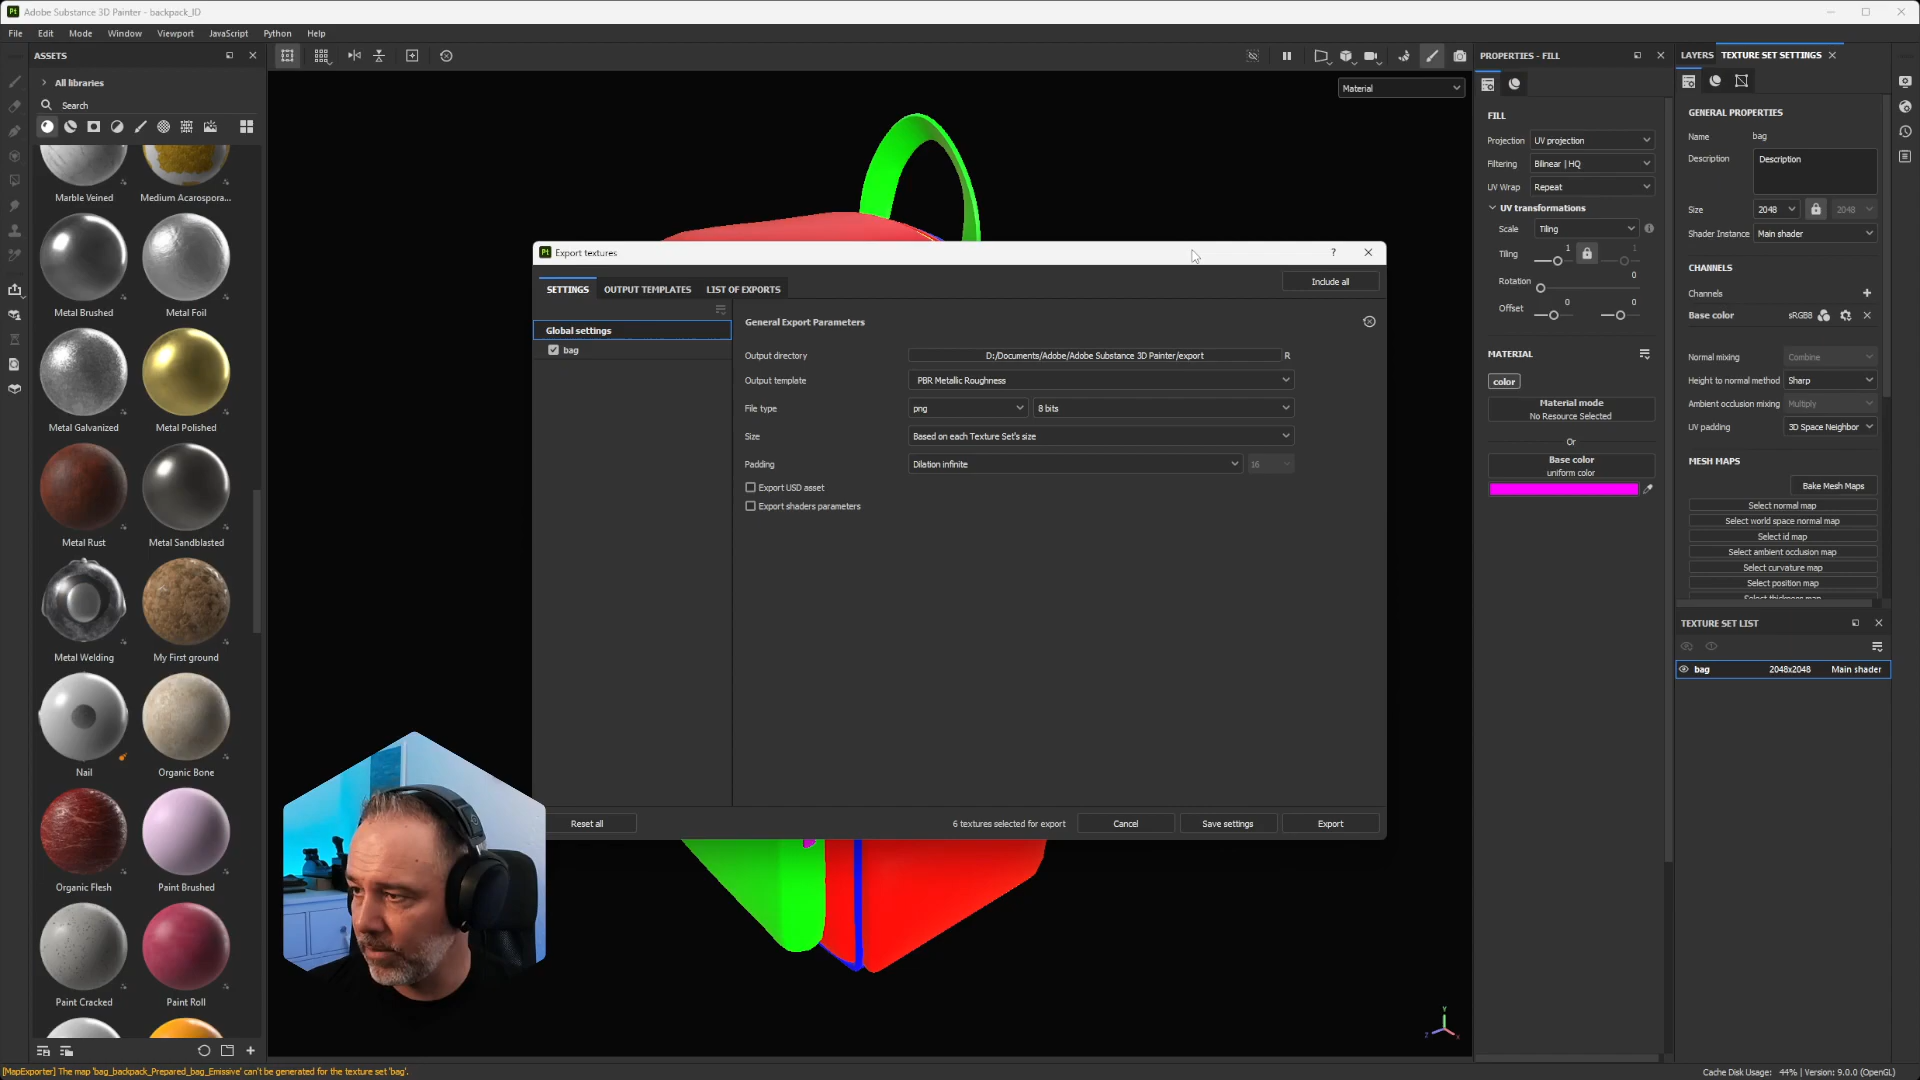 Adobe Substance 3D Painter - backpack_ID
File Edit Mode Window Viewport JavaScript Python Help
ASSETS
All libraries
Search
Marble Veined
Medium Acarospora...
Metal Brushed
Metal Foil
Metal Galvanized
Metal Polished
Metal Rust
Metal Sandblasted
Metal Welding
My First ground
Nail
Organic Bone
Organic Flesh
Paint Brushed
Paint Cracked
Paint Roll
Material
Export textures
SETTINGS OUTPUT TEMPLATES LIST OF EXPORTS
Include all
Global settings
bag
General Export Parameters
Output directory D:/Documents/Adobe/Adobe Substance 3D Painter/export R
Output template PBR Metallic Roughness
File type png 8 bits
Size Based on each Texture Set's size
Padding Dilation infinite 16
Export USD asset
Export shaders parameters
Reset all
6 textures selected for export
Cancel
Save settings
Export
PROPERTIES - FILL
FILL
Projection UV projection
Filtering Bilinear | HQ
UV Wrap Repeat
UV transformations
Scale Tiling
Tiling 1 1
Rotation 0
Offset 0 0
MATERIAL
color
Material mode
No Resource Selected
Or
Base color
uniform color
LAYERS TEXTURE SET SETTINGS
GENERAL PROPERTIES
Name bag
Description Description
Size 2048 2048
Shader Instance Main shader
CHANNELS
Channels
Base color sRGB8
Normal mixing Combine
Height to normal method Sharp
Ambient occlusion mixing Multiply
UV padding 3D Space Neighbor
MESH MAPS
Bake Mesh Maps
Select normal map
Select world space normal map
Select id map
Select ambient occlusion map
Select curvature map
Select position map
Select thickness map
TEXTURE SET LIST
bag 2048x2048 Main shader
[MapExporter] The map 'bag_backpack_Prepared_bag_Emissive' can't be generated for the texture set 'bag'.
Cache Disk Usage: 44% | Version: 9.0.0 (OpenGL)